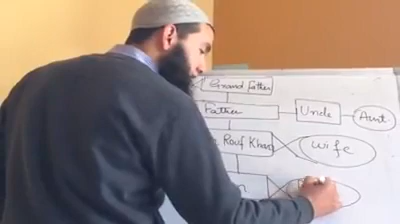 Grand father
Father
Uncle
Aunt
Rouf Khan
Wife